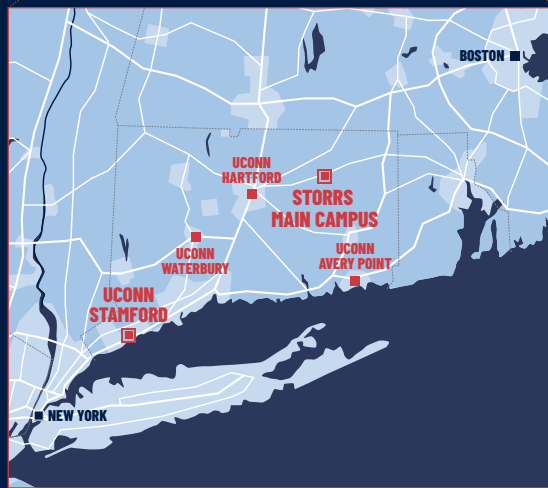 BOSTON
UCONN
HARTFORD
STORRS
MAIN CAMPUS
UCONN
WATERBURY
UCONN
AVERY POINT
UCONN
STAMFORD
NEW YORK